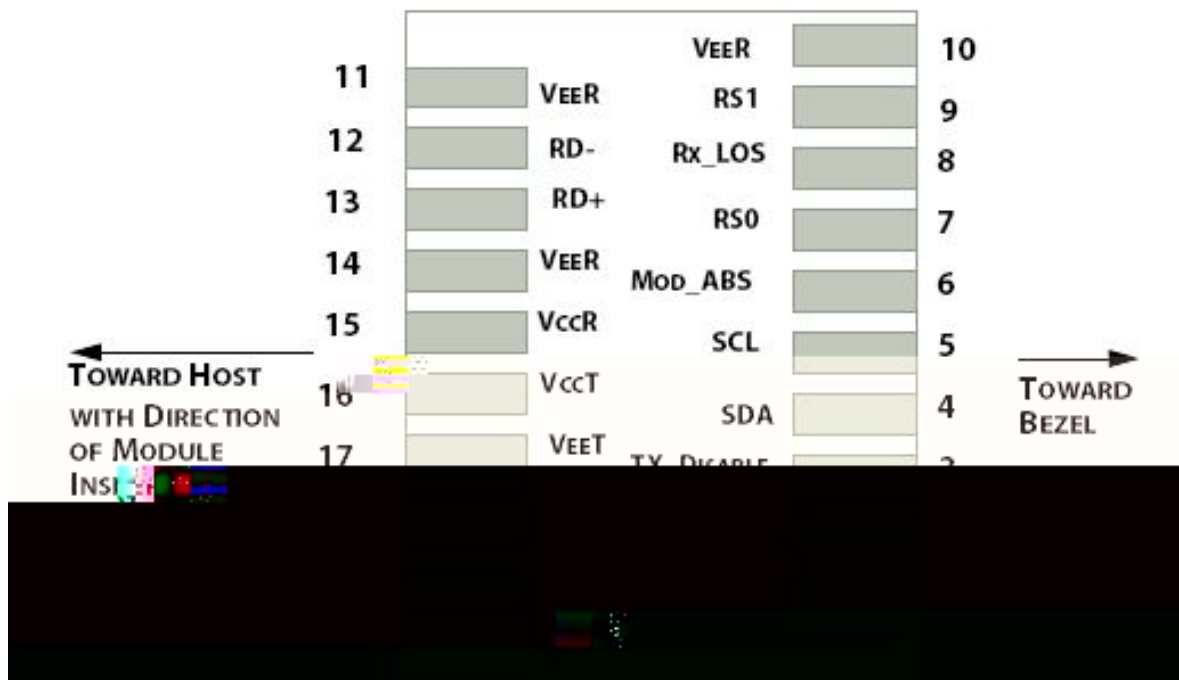 VEER 10
11 VEER
RS1 9
12 RD-
Rx_LOS 8
13 RD+
RS0 7
14 VEER
MOD_ABS 6
15 VccR
SCL 5
TOWARD HOST
WITH DIRECTION
OF MODULE
16 VccT
TOWARD
BEZEL
SDA 4
17 VEET
TX_DISABLE